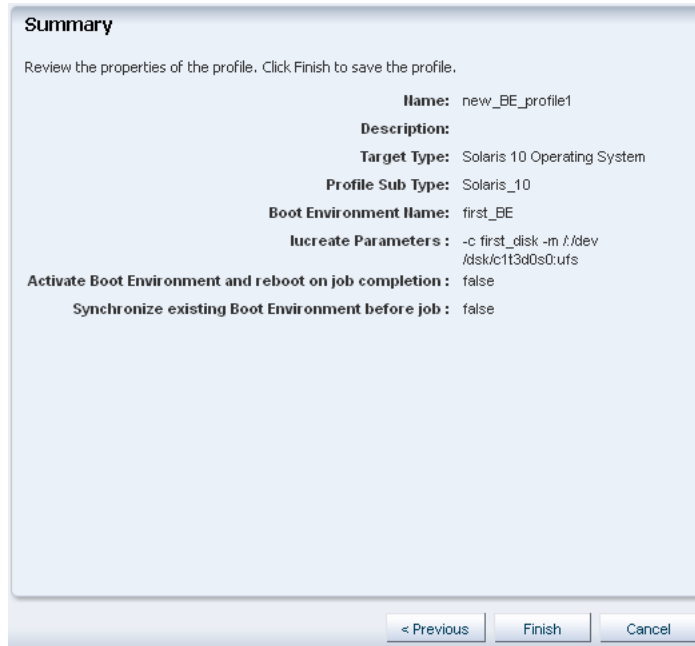 Summary
Review the properties of the profile. Click Finish to save the profile.
Name: new_BE_profile1
Description:
Target Type: Solaris 10 Operating System
Profile Sub Type: Solaris_10
Boot Environment Name: first_BE
lucreate Parameters : -c first_disk -m /:/dev
/dsk/c1t3d0s0:ufs
Activate Boot Environment and reboot on job completion : false
Synchronize existing Boot Environment before job : false
< Previous Finish Cancel